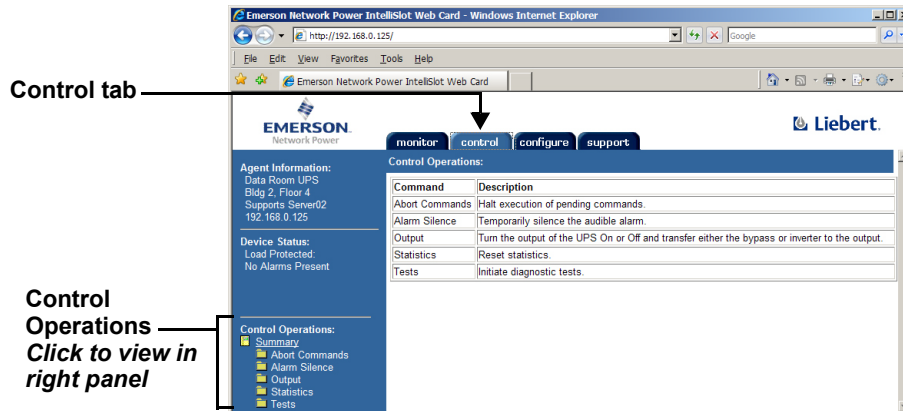 Emerson Network Power IntelliSlot Web Card - Windows Internet Explorer
http://192.168.0.125/
Google
File Edit View Favorites Tools Help
Emerson Network Power IntelliSlot Web Card
Control tab
EMERSON.
Network Power
Liebert.
monitor control configure support
Agent Information:
Data Room UPS
Bldg 2, Floor 4
Supports Server02
192.168.0.125
Device Status:
Load Protected:
No Alarms Present
Control Operations:
Command Description
Abort Commands Halt execution of pending commands.
Alarm Silence Temporarily silence the audible alarm.
Output Turn the output of the UPS On or Off and transfer either the bypass or inverter to the output.
Statistics Reset statistics.
Tests Initiate diagnostic tests.
Control
Operations
Click to view in
right panel
Control Operations:
Summary
Abort Commands
Alarm Silence
Output
Statistics
Tests